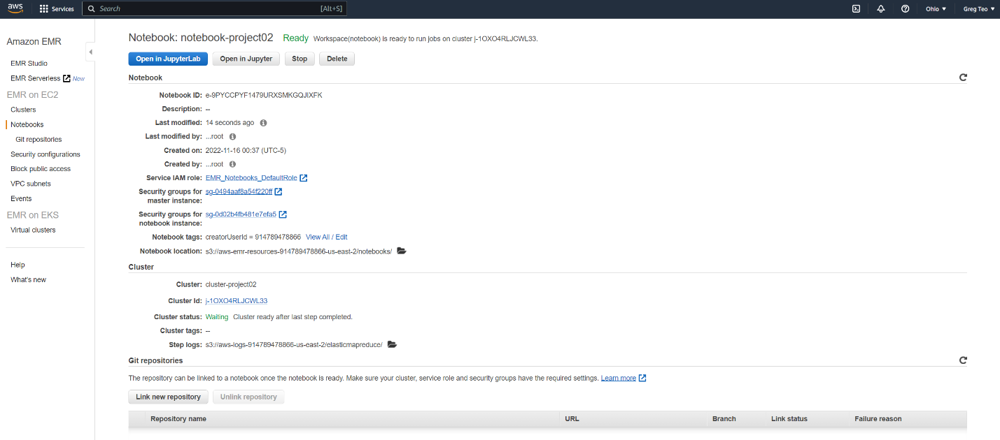 aws Services Search [Alt+S] Ohio Greg Teo
Amazon EMR
EMR Studio
EMR Serverless New
EMR on EC2
Clusters
Notebooks
Git repositories
Security configurations
Block public access
VPC subnets
Events
EMR on EKS
Virtual clusters
Help
What's new
Notebook: notebook-project02 Ready Workspace(notebook) is ready to run jobs on cluster j-1OXO4RLJCWL33.
Open in JupyterLab Open in Jupyter Stop Delete
Notebook
Notebook ID: e-9PYCCPYF1479URXSMKGQJIXFK
Description: --
Last modified: 14 seconds ago
Last modified by: ...root
Created on: 2022-11-16 00:37 (UTC-5)
Created by: ...root
Service IAM role: EMR_Notebooks_DefaultRole
Security groups for sg-0494aaf8a54f220ff
master instance:
Security groups for sg-0d02b4fb481e7efa5
notebook instance:
Notebook tags: creatorUserId = 914789478866 View All / Edit
Notebook location: s3://aws-emr-resources-914789478866-us-east-2/notebooks/
Cluster
Cluster: cluster-project02
Cluster Id: j-1OXO4RLJCWL33
Cluster status: Waiting Cluster ready after last step completed.
Cluster tags: --
Step logs: s3://aws-logs-914789478866-us-east-2/elasticmapreduce/
Git repositories
The repository can be linked to a notebook once the notebook is ready. Make sure your cluster, service role and security groups have the required settings. Learn more
Link new repository Unlink repository
Repository name URL Branch Link status Failure reason